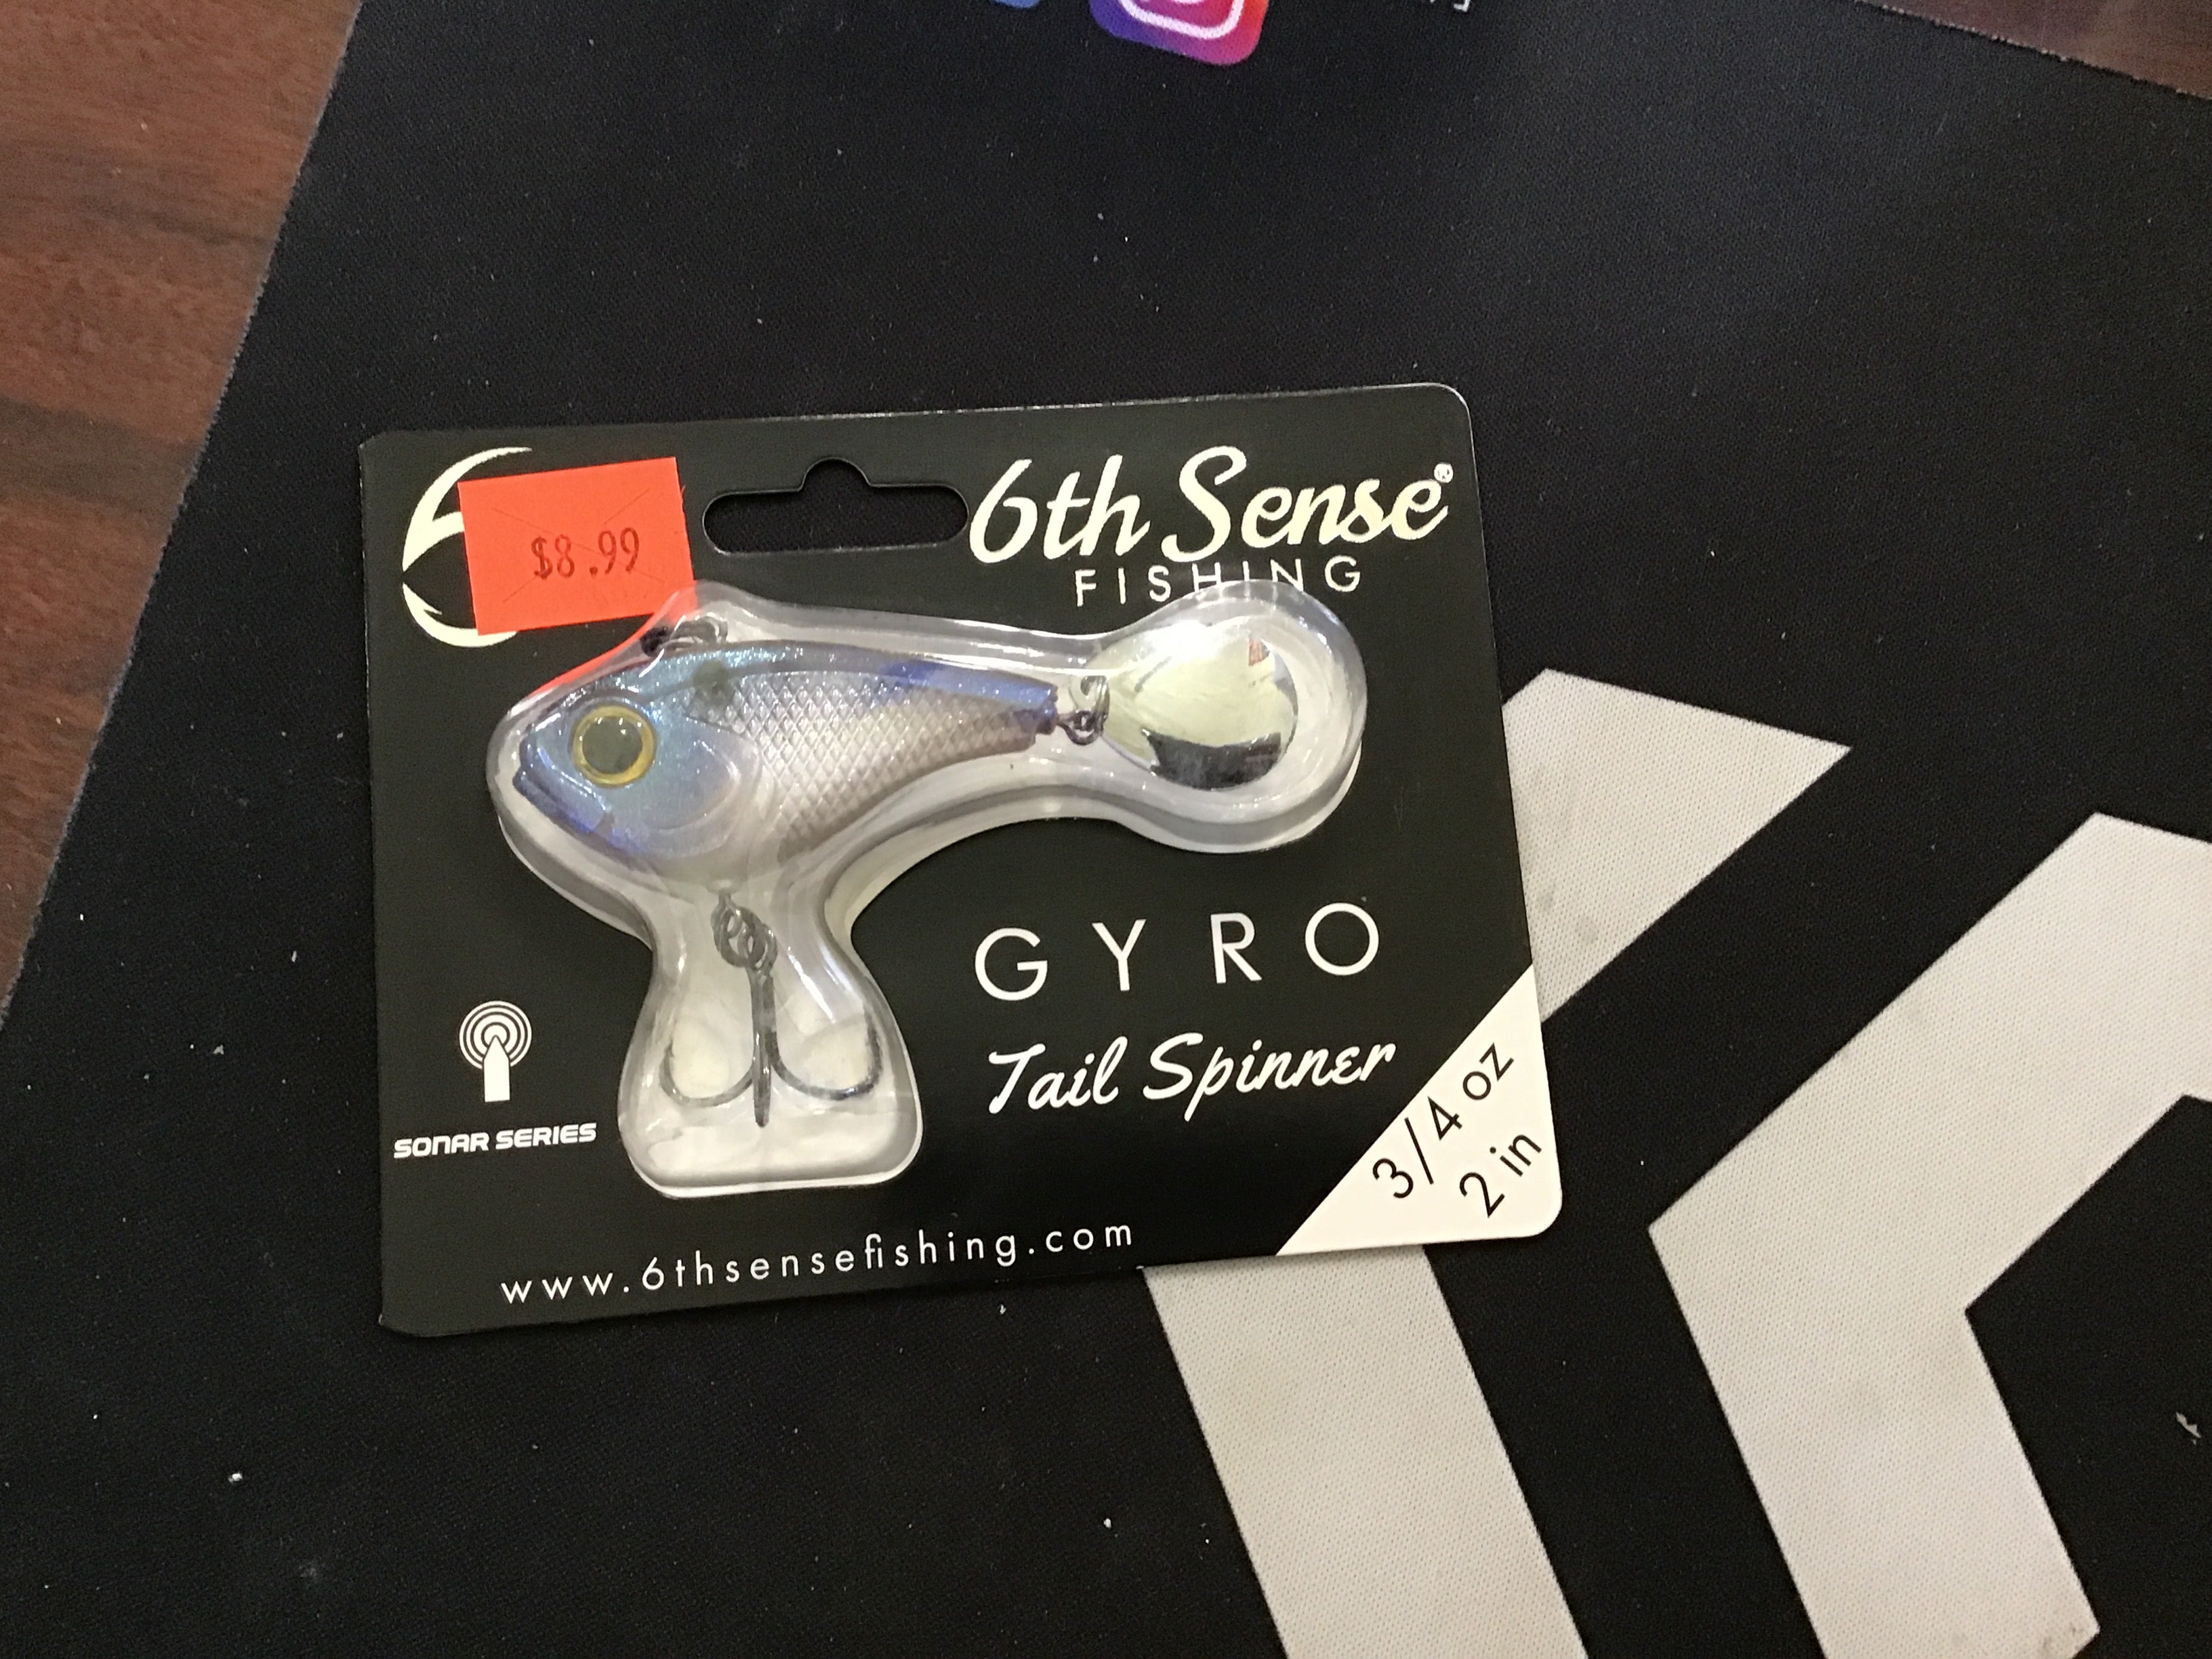 $8.99
6th Sense®
FISHING
GYRO
Tail Spinner
3/4 oz
2 in
SONAR SERIES
www.6thsensefishing.com